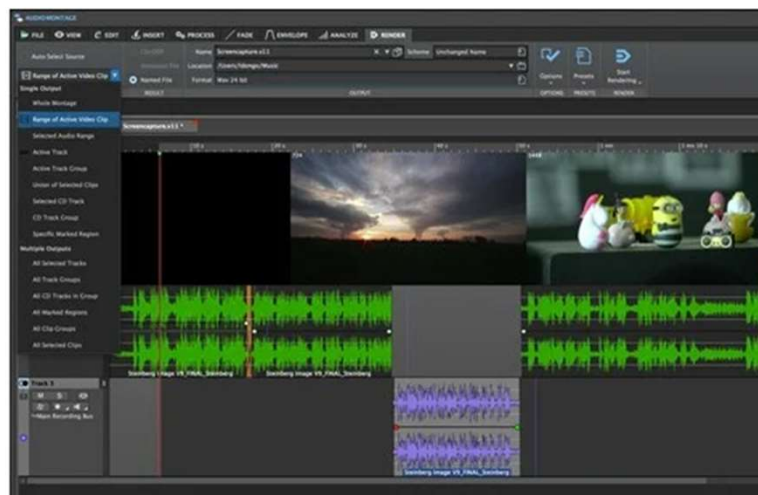 AUDIOMONTAGE
FILE VIEW EDIT INSERT PROCESS FADE ENVELOPE ANALYZE RENDER
Auto-Select Source
Name Screencapture.v11 Scheme Unchanged Name
Location
Range of Active Video Clip
Named File Format Wav 24 bit
Options Presets Start
Rendering
RESULT OUTPUT OPTIONS PRESETS RENDER
Single Output
Whole Montage
Range of Active Video Clip
Screencapture.v11 *
Selected Audio Range
Active Track
Active Track Group
Union of Selected Clips
Selected CD Track
CD Track Group
Specific Marked Region
Multiple Outputs
All Selected Tracks
All Track Groups
All CD Tracks in Group
All Marked Regions
All Clip Groups
All Selected Clips
Steinberg Image V9_FINAL_Steinberg Steinberg Image V9_FINAL_Steinberg
Track 3
M S
Main Recording Bus
Steinberg Image V9_FINAL_Steinberg